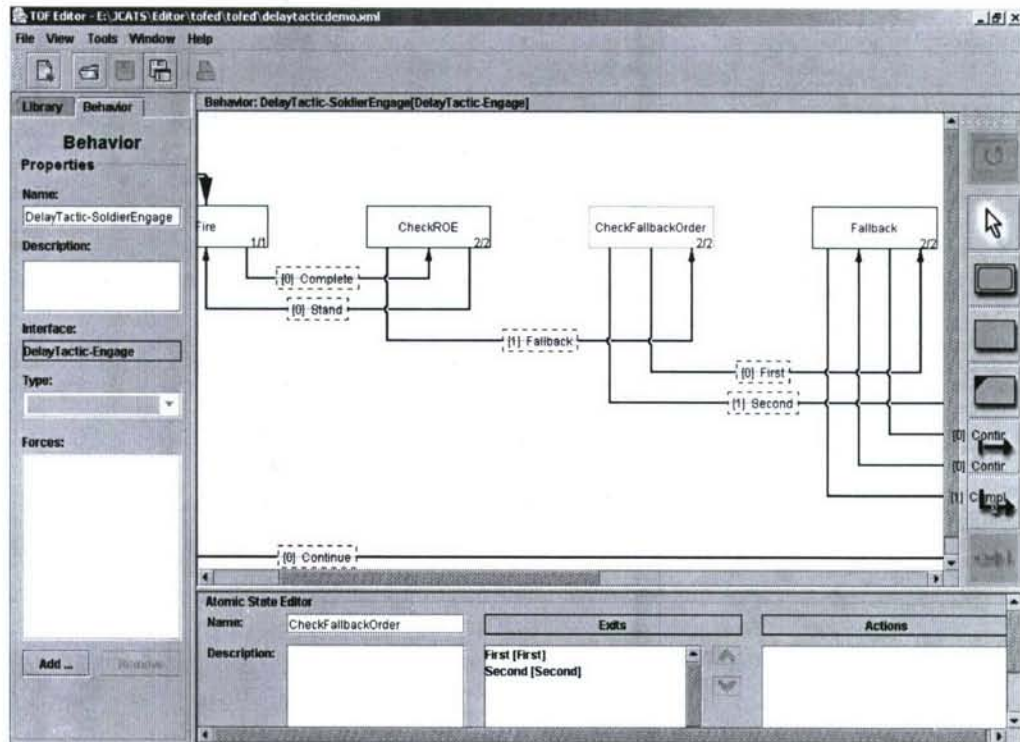 TOF Editor - E:\JCATS\Editor\tofed\tofed\delaytacticdemo.xml
File View Tools Window Help
Library Behavior
Behavior: DelayTactic-SoldierEngage[DelayTactic-Engage]
Behavior
Properties
Name:
DelayTactic-SoldierEngage
Description:
Interface:
DelayTactic-Engage
Type:
Forces:
Add ... Remove
Fire
1/1
CheckROE
2/2
CheckFallbackOrder
2/2
Fallback
2/2
[0] Complete
[0] Stand
[1] Fallback
[0] First
[1] Second
[0] Contir
[0] Contir
[1] Compl
[0] Continue
Atomic State Editor
Name:
CheckFallbackOrder
Description:
Exits
First [First]
Second [Second]
Actions